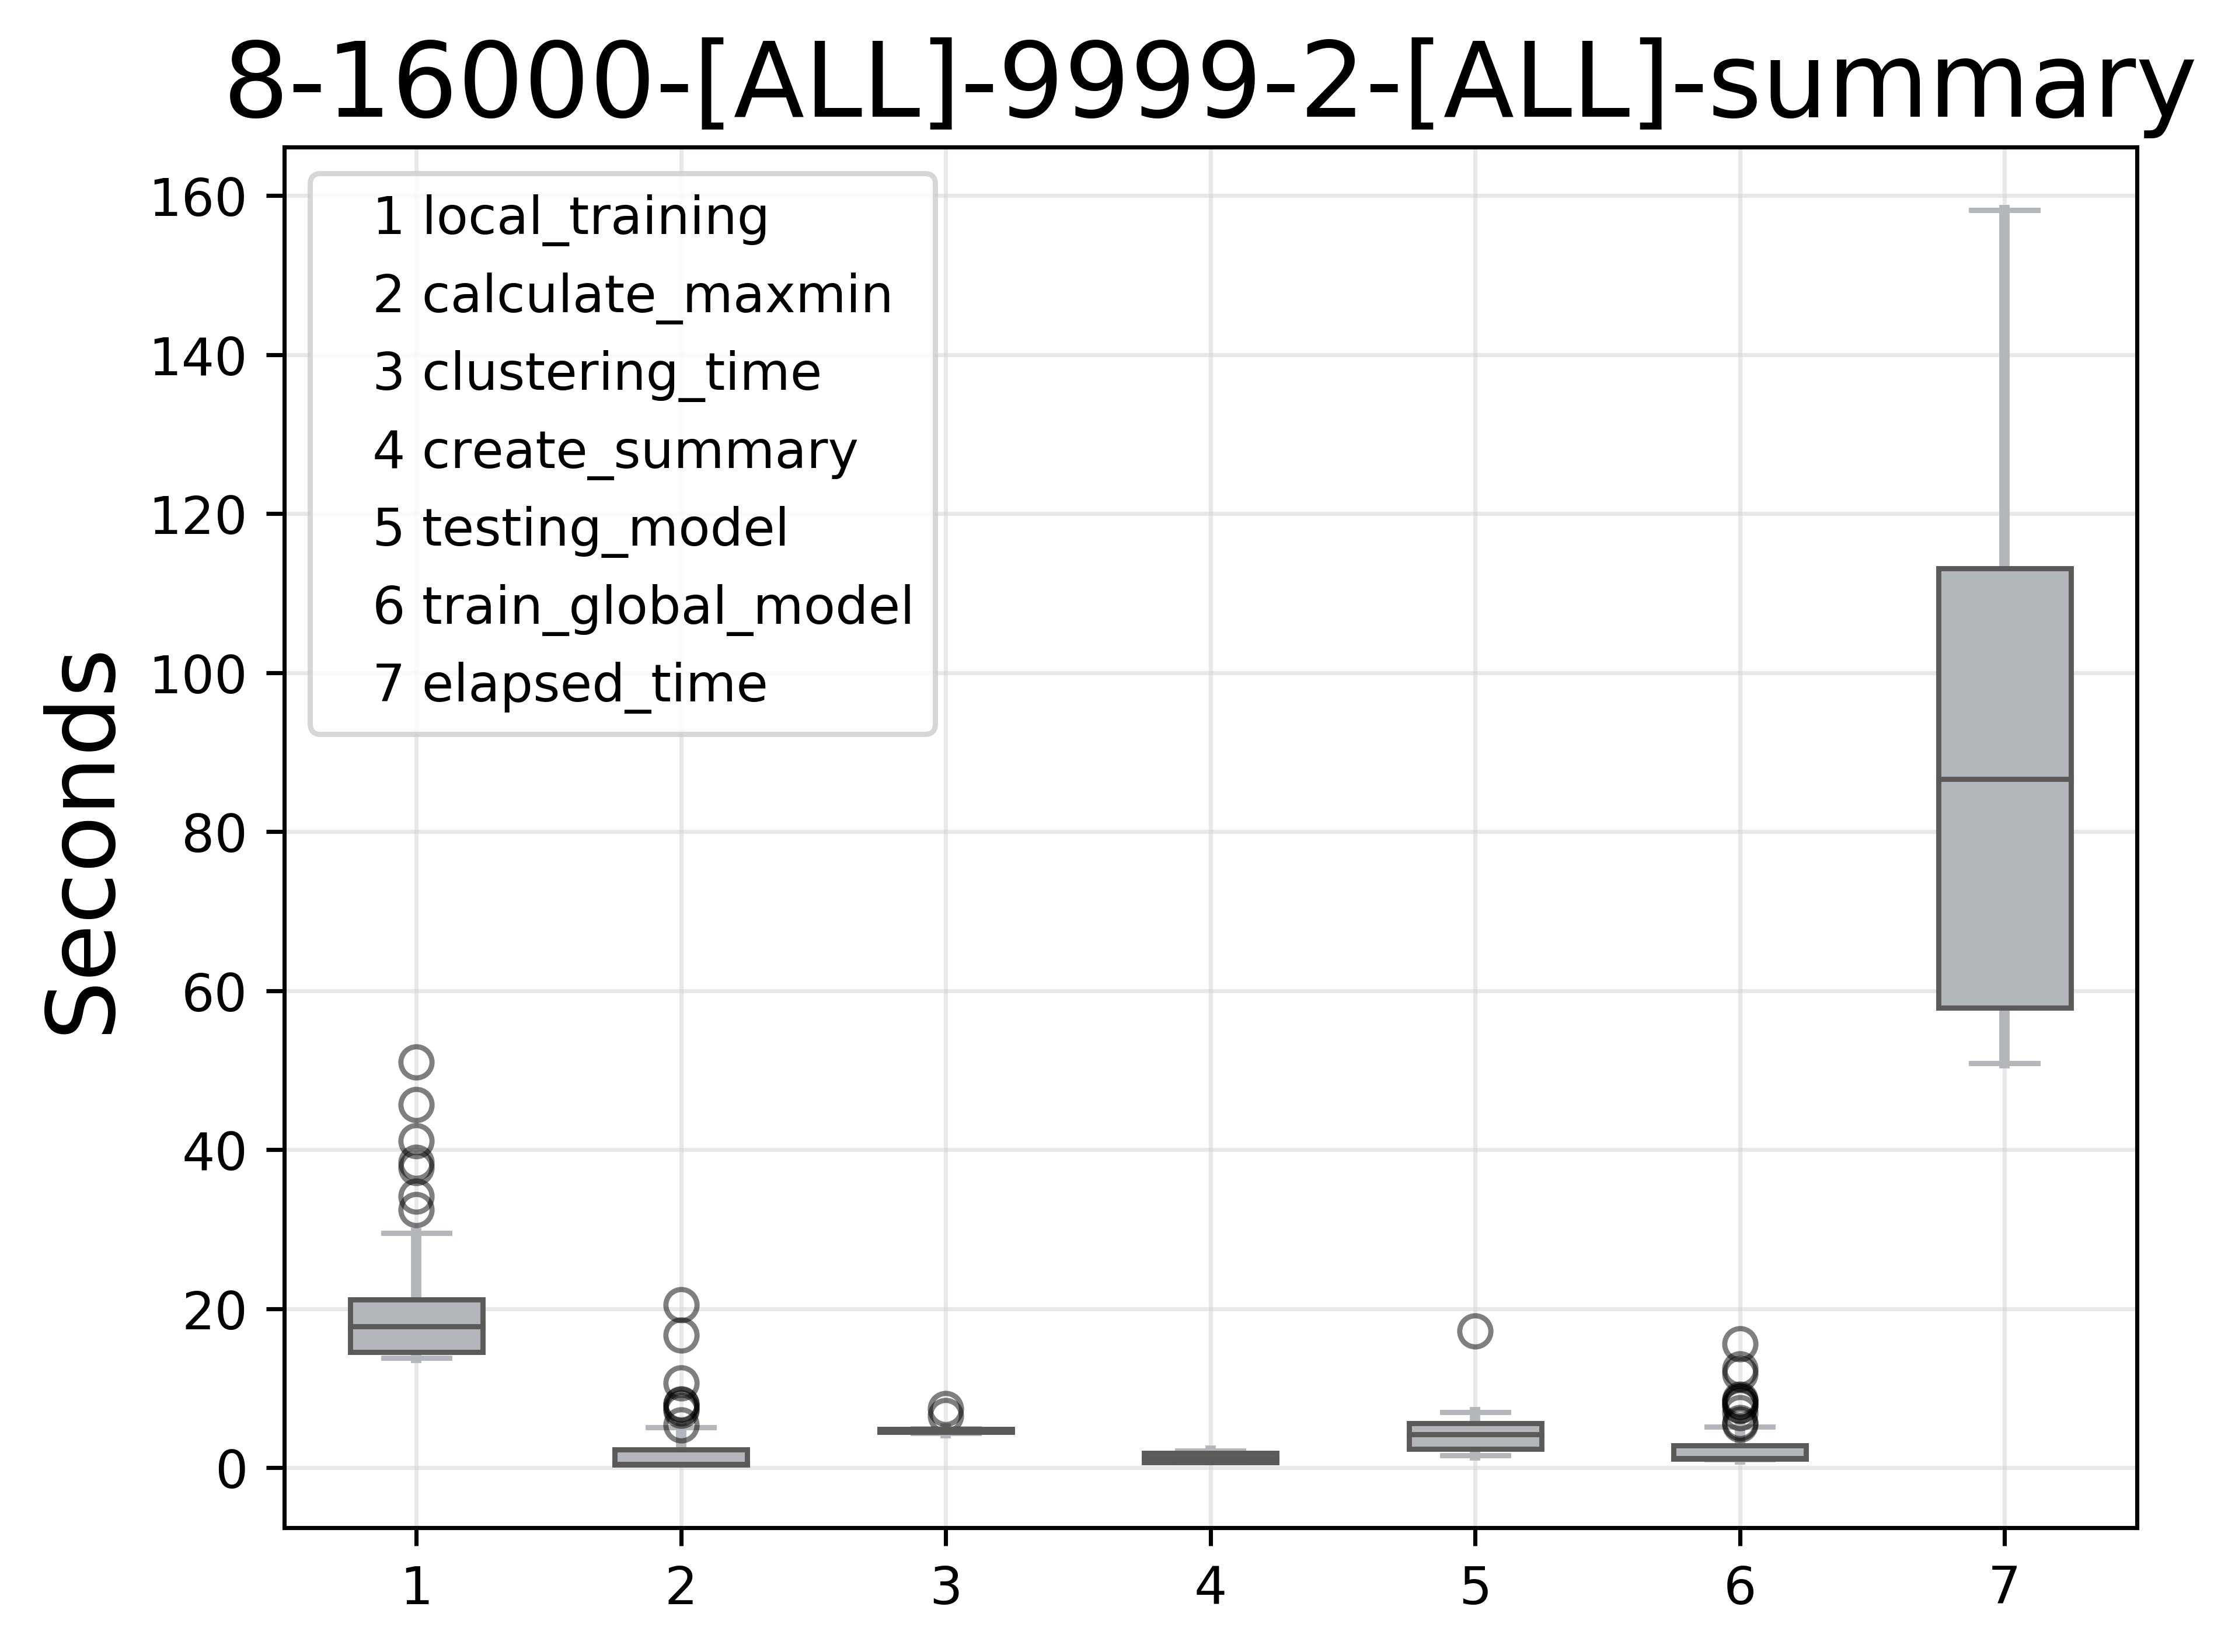 8-16000-[ALL]-9999-2-[ALL]-summary
Seconds
160
140
120
100
80
60
40
20
0
1 local_training
2 calculate_maxmin
3 clustering_time
4 create_summary
5 testing_model
6 train_global_model
7 elapsed_time
1 2 3 4 5 6 7